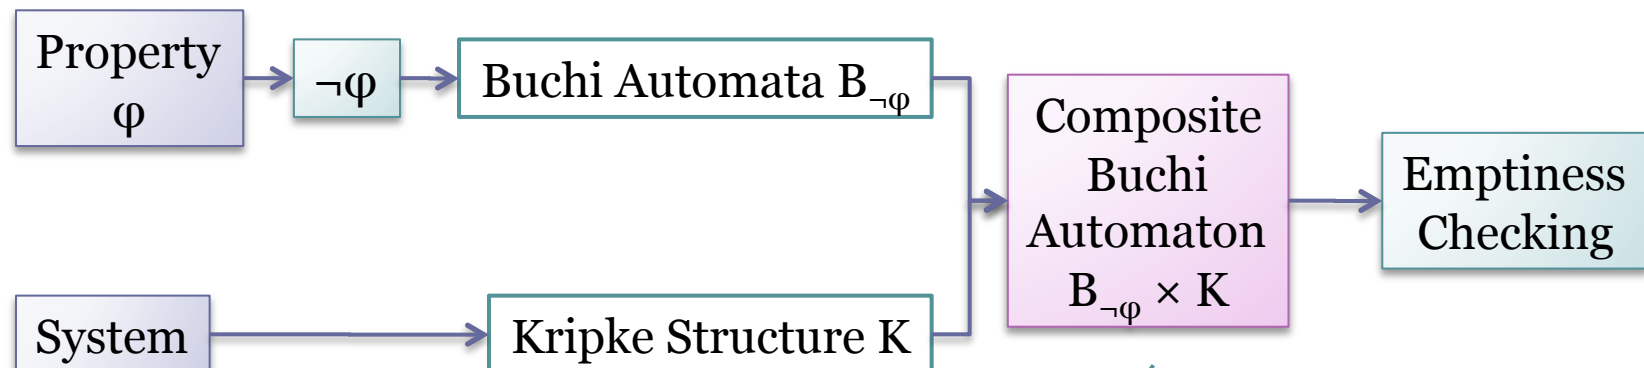 Property
φ
¬φ
Buchi Automata B¬φ
Composite
Buchi
Automaton
B¬φ × K
Emptiness
Checking
System
Kripke Structure K